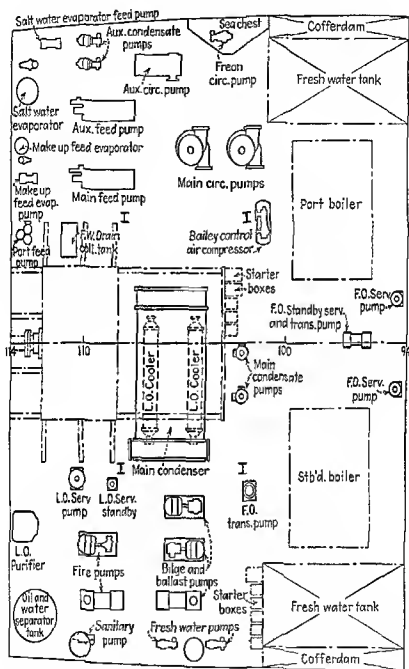 Salt water evaporator feed pump
Aux. condensate
pumps
Sea chest
Cofferdam
Freon
circ. pump
Fresh water tank
Aux. circ. pump
Salt water
evaporator
Aux. feed pump
Make up feed evaporator
Main circ. pumps
Make up
feed evap.
pump
Main feed pump
Port boiler
I
I
F.W. Drain
coll. tank
Port feed
pump
Bailey control
air compressor
Starter
boxes
F.O. Serv.
pump
F.O. Standby serv.
and trans. pump
114
110
100
L.O. Cooler
L.O. Cooler
Main
condensate
pumps
F.O. Serv.
pump
I
Main condenser
I
Stb'd. boiler
L.O. Serv.
pump
L.O. Serv.
standby
F.O.
trans. pump
L.O.
Purifier
Fire pumps
Bilge and
ballast pumps
Starter
boxes
Fresh water tank
Oil and
water
separator
tank
Sanitary
pump
Fresh water pumps
Cofferdam